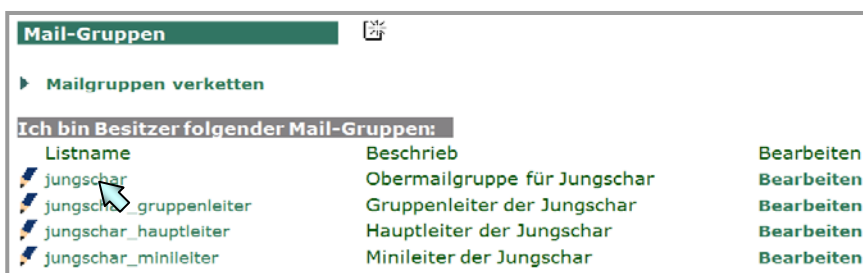 Mail-Gruppen
Mailgruppen verketten
Ich bin Besitzer folgender Mail-Gruppen:
Listname Beschrieb Bearbeiten
jungschar Obermailgruppe für Jungschar Bearbeiten
jungschar_gruppenleiter Gruppenleiter der Jungschar Bearbeiten
jungschar_hauptleiter Hauptleiter der Jungschar Bearbeiten
jungschar_minileiter Minileiter der Jungschar Bearbeiten